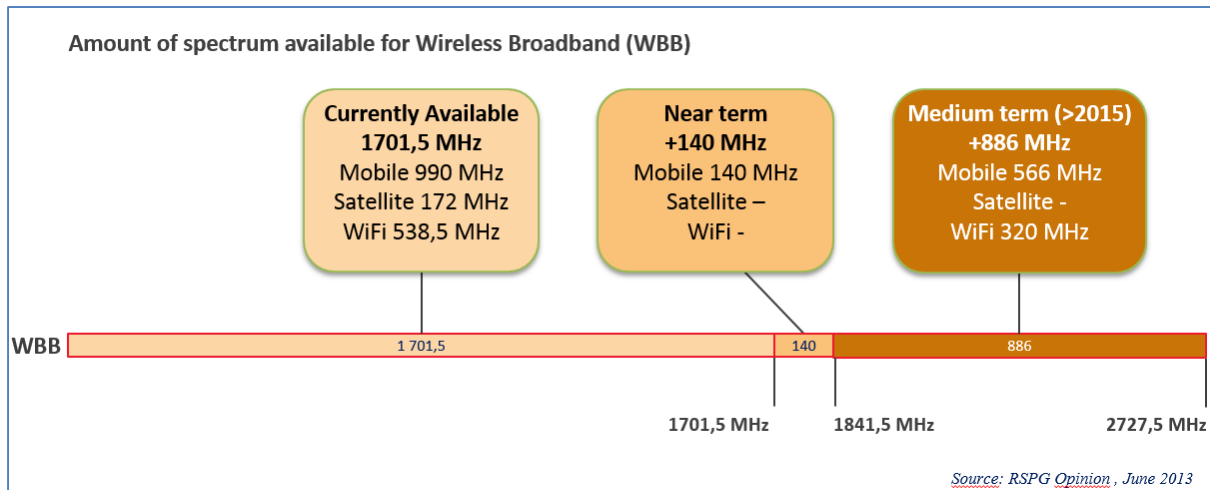 Amount of spectrum available for Wireless Broadband (WBB)
Currently Available
1701,5 MHz
Mobile 990 MHz
Satellite 172 MHz
WiFi 538,5 MHz
Near term
+140 MHz
Mobile 140 MHz
Satellite –
WiFi -
Medium term (>2015)
+886 MHz
Mobile 566 MHz
Satellite -
WiFi 320 MHz
WBB
1 701,5
140
886
1701,5 MHz
1841,5 MHz
2727,5 MHz
Source: RSPG Opinion , June 2013